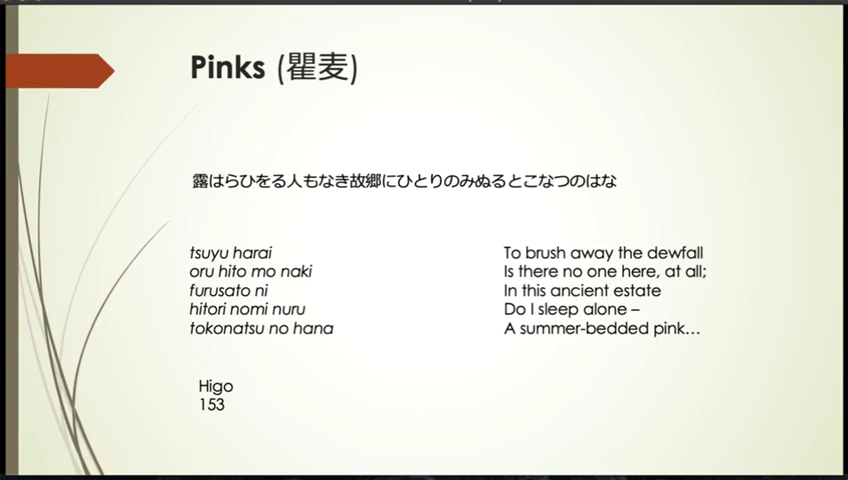 Pinks (瞿麦)
露はらひをる人もなき故郷にひとりのみぬるとこなつのはな
tsuyu harai
oru hito mo naki
furusato ni
hitori nomi nuru
tokonatsu no hana
To brush away the dewfall
Is there no one here, at all;
In this ancient estate
Do I sleep alone –
A summer-bedded pink…
Higo
153